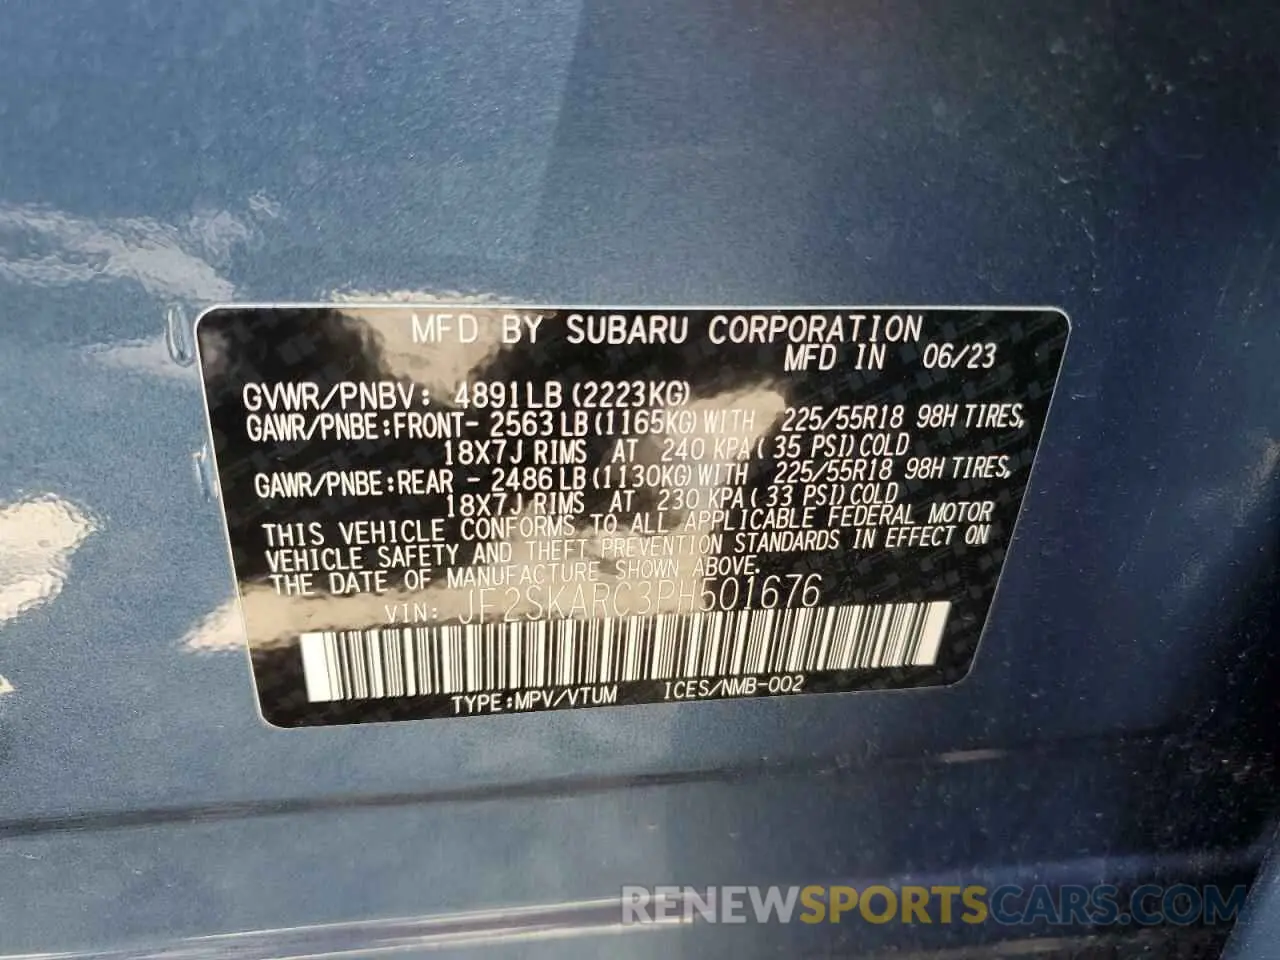 MFD BY SUBARU CORPORATION
MFD IN 06/23
GVWR/PNBV: 4891LB (2223KG)
GAWR/PNBE:FRONT- 2563LB(1165KG)WITH 225/55R18 98H TIRES,
18X7J RIMS AT 240 KPA( 35 PSI)COLD
GAWR/PNBE:REAR - 2486LB(1130KG)WITH 225/55R18 98H TIRES,
18X7J RIMS AT 230 KPA( 33 PSI)COLD
THIS VEHICLE CONFORMS TO ALL APPLICABLE FEDERAL MOTOR
VEHICLE SAFETY AND THEFT PREVENTION STANDARDS IN EFFECT ON
THE DATE OF MANUFACTURE SHOWN ABOVE.
VIN: JF2SKARC3PH501676
TYPE:MPV/VTUM ICES/NMB-002
RENEWSPORTSCARS.COM